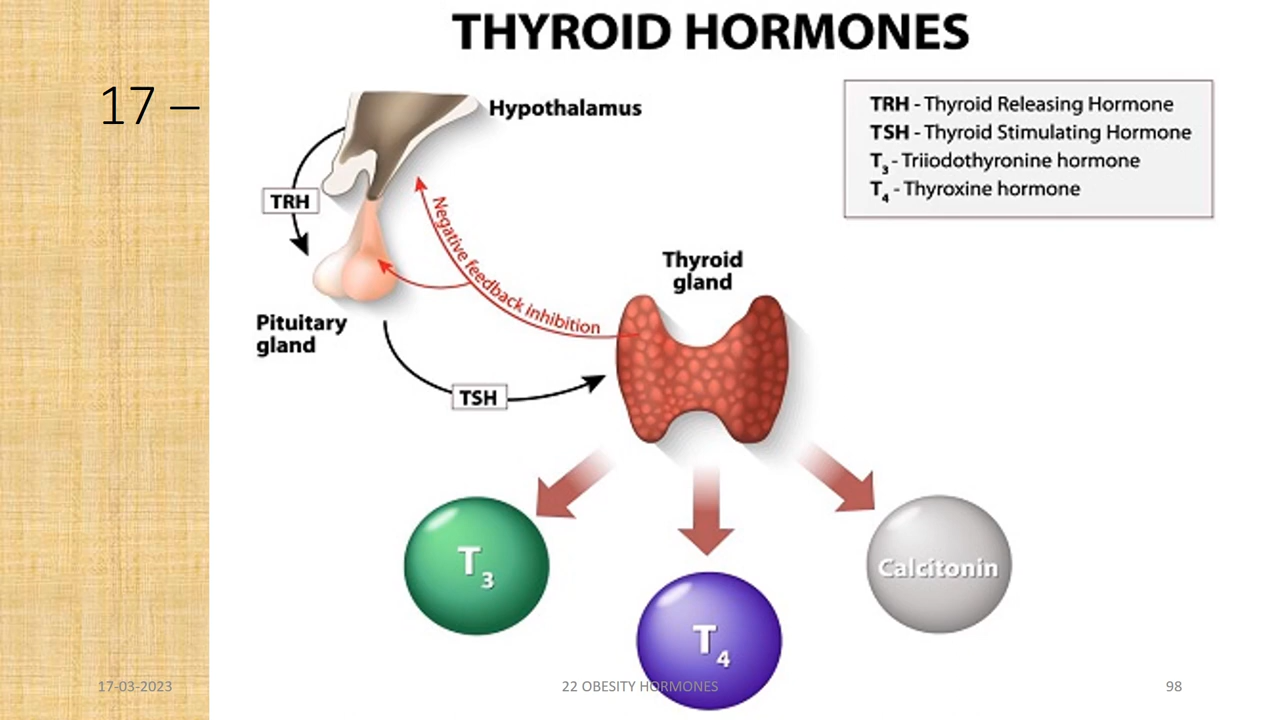 THYROID HORMONES
17 –
Hypothalamus
TRH - Thyroid Releasing Hormone
TSH - Thyroid Stimulating Hormone
T3 - Triiodothyronine hormone
T4 - Thyroxine hormone
TRH
Negative feedback inhibition
Thyroid
gland
Pituitary
gland
TSH
T3
Calcitonin
T4
17-03-2023
22 OBESITY HORMONES
98